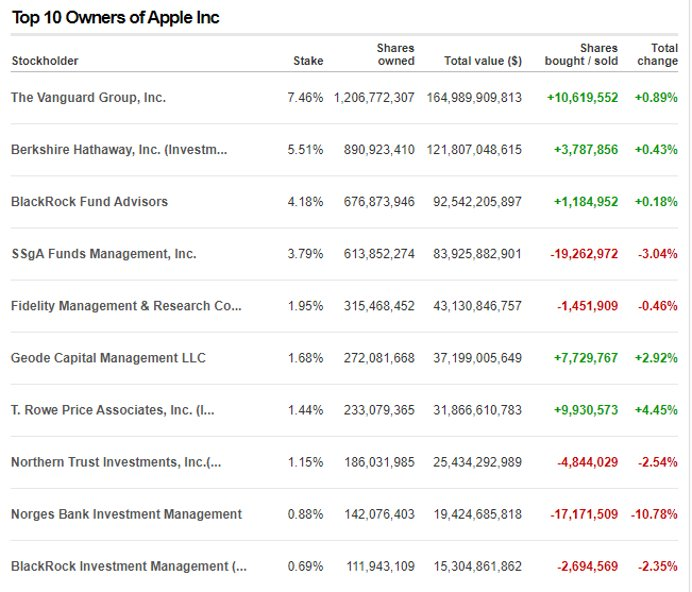 Top 10 Owners of Apple Inc
Shares Total
Stockholder Stake owned Total value ($) bought / sold change
The Vanguard Group, Inc. 7.46% 1,206,772,307 164,989,909,813 +10,619,552 +0.89%
Berkshire Hathaway, Inc. (Investm... 5.51% 890,923,410 121,807,048,615 +3,787,856 +0.43%
BlackRock Fund Advisors 4.18% 676,873,946 92,542,205,897 +1,184,952 +0.18%
SSgA Funds Management, Inc. 3.79% 613,852,274 83,925,882,901 -19,262,972 -3.04%
Fidelity Management & Research Co... 1.95% 315,468,452 43,130,846,757 -1,451,909 -0.46%
Geode Capital Management LLC 1.68% 272,081,668 37,199,005,649 +7,729,767 +2.92%
T. Rowe Price Associates, Inc. (I... 1.44% 233,079,365 31,866,610,783 +9,930,573 +4.45%
Northern Trust Investments, Inc.(... 1.15% 186,031,985 25,434,292,989 -4,844,029 -2.54%
Norges Bank Investment Management 0.88% 142,076,403 19,424,685,818 -17,171,509 -10.78%
BlackRock Investment Management (... 0.69% 111,943,109 15,304,861,862 -2,694,569 -2.35%